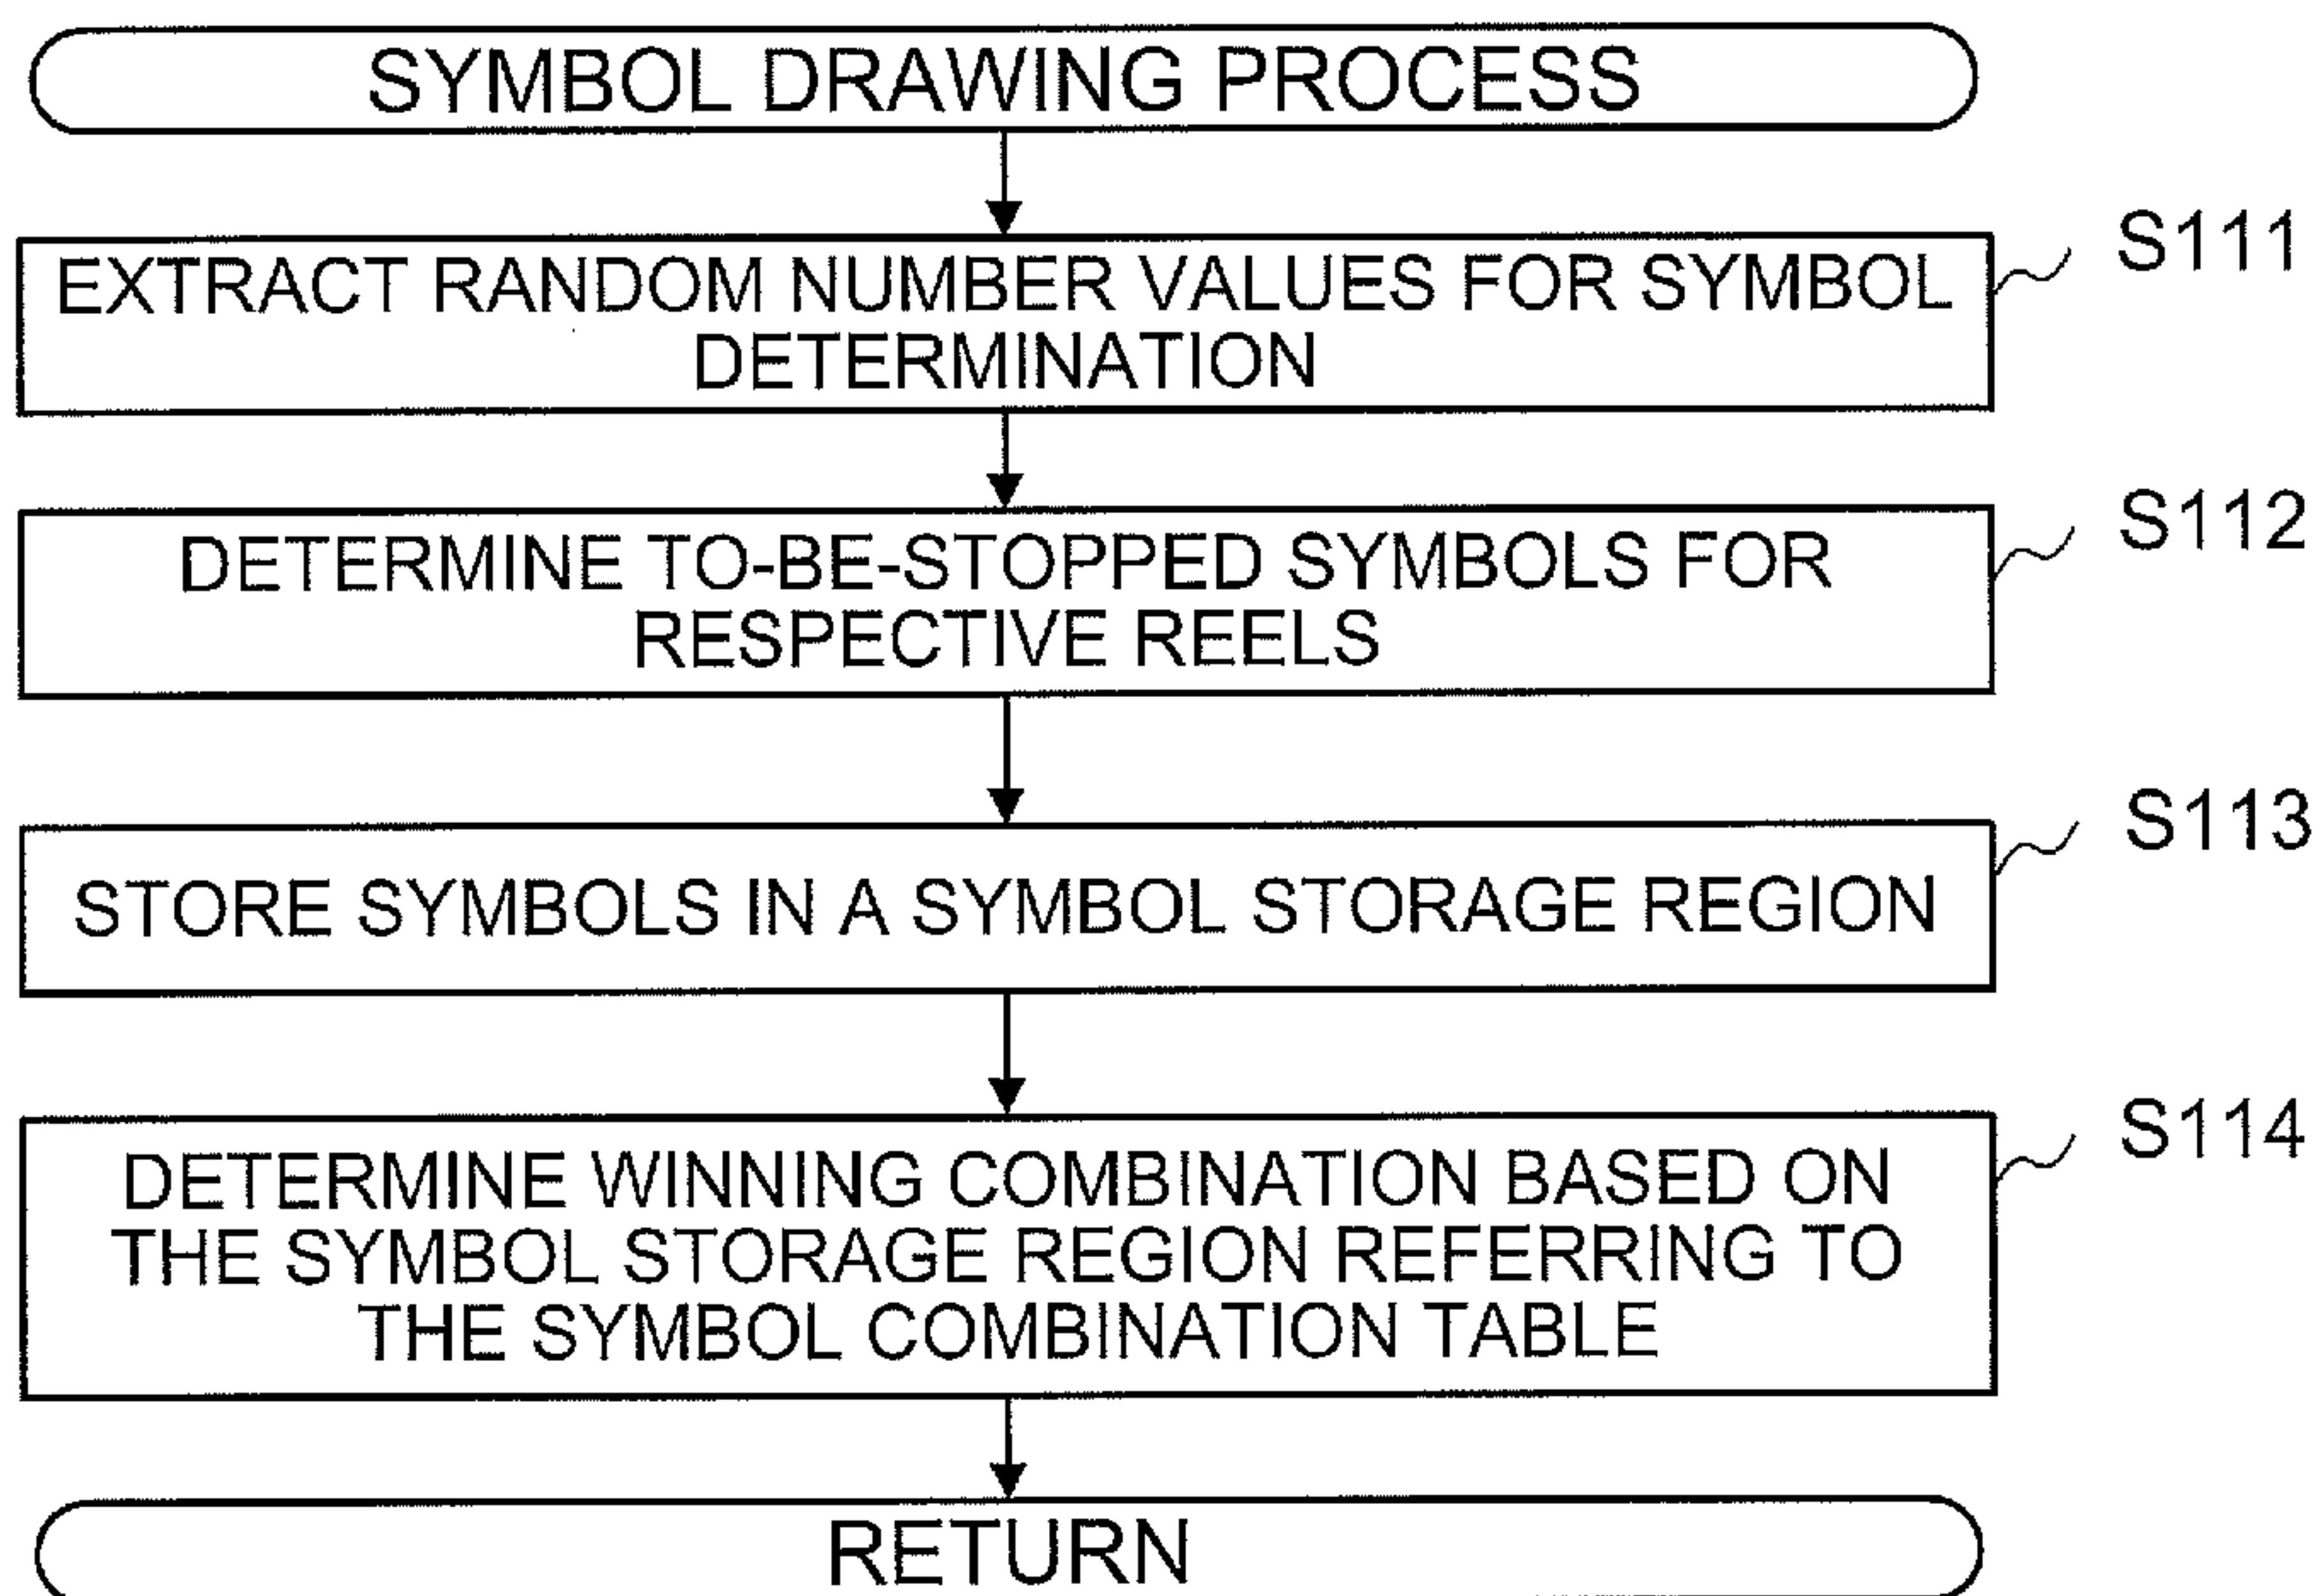 SYMBOL DRAWING PROCESS
S111
EXTRACT RANDOM NUMBER VALUES FOR SYMBOL
DETERMINATION
S112
DETERMINE TO-BE-STOPPED SYMBOLS FOR
RESPECTIVE REELS
S113
STORE SYMBOLS IN A SYMBOL STORAGE REGION
S114
DETERMINE WINNING COMBINATION BASED ON
THE SYMBOL STORAGE REGION REFERRING TO
THE SYMBOL COMBINATION TABLE
RETURN